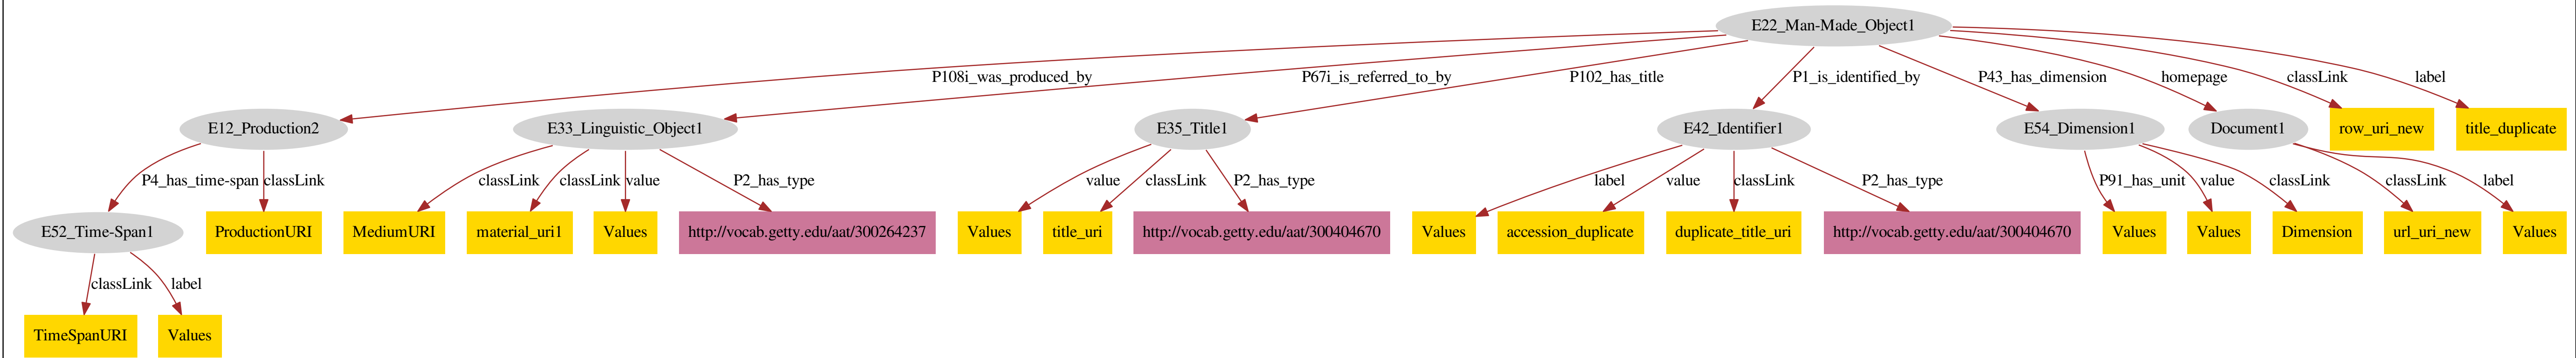 E22_Man-Made_Object1
P108i_was_produced_by
P67i_is_referred_to_by
P102_has_title
P1_is_identified_by
P43_has_dimension
homepage
classLink
label
E12_Production2
E33_Linguistic_Object1
E35_Title1
E42_Identifier1
E54_Dimension1
Document1
row_uri_new
title_duplicate
P4_has_time-span
classLink
classLink
classLink
value
P2_has_type
value
classLink
P2_has_type
label
value
classLink
P2_has_type
P91_has_unit
value
classLink
classLink
label
E52_Time-Span1
ProductionURI
MediumURI
material_uri1
Values
http://vocab.getty.edu/aat/300264237
Values
title_uri
http://vocab.getty.edu/aat/300404670
Values
accession_duplicate
duplicate_title_uri
http://vocab.getty.edu/aat/300404670
Values
Values
Dimension
url_uri_new
Values
classLink
label
TimeSpanURI
Values